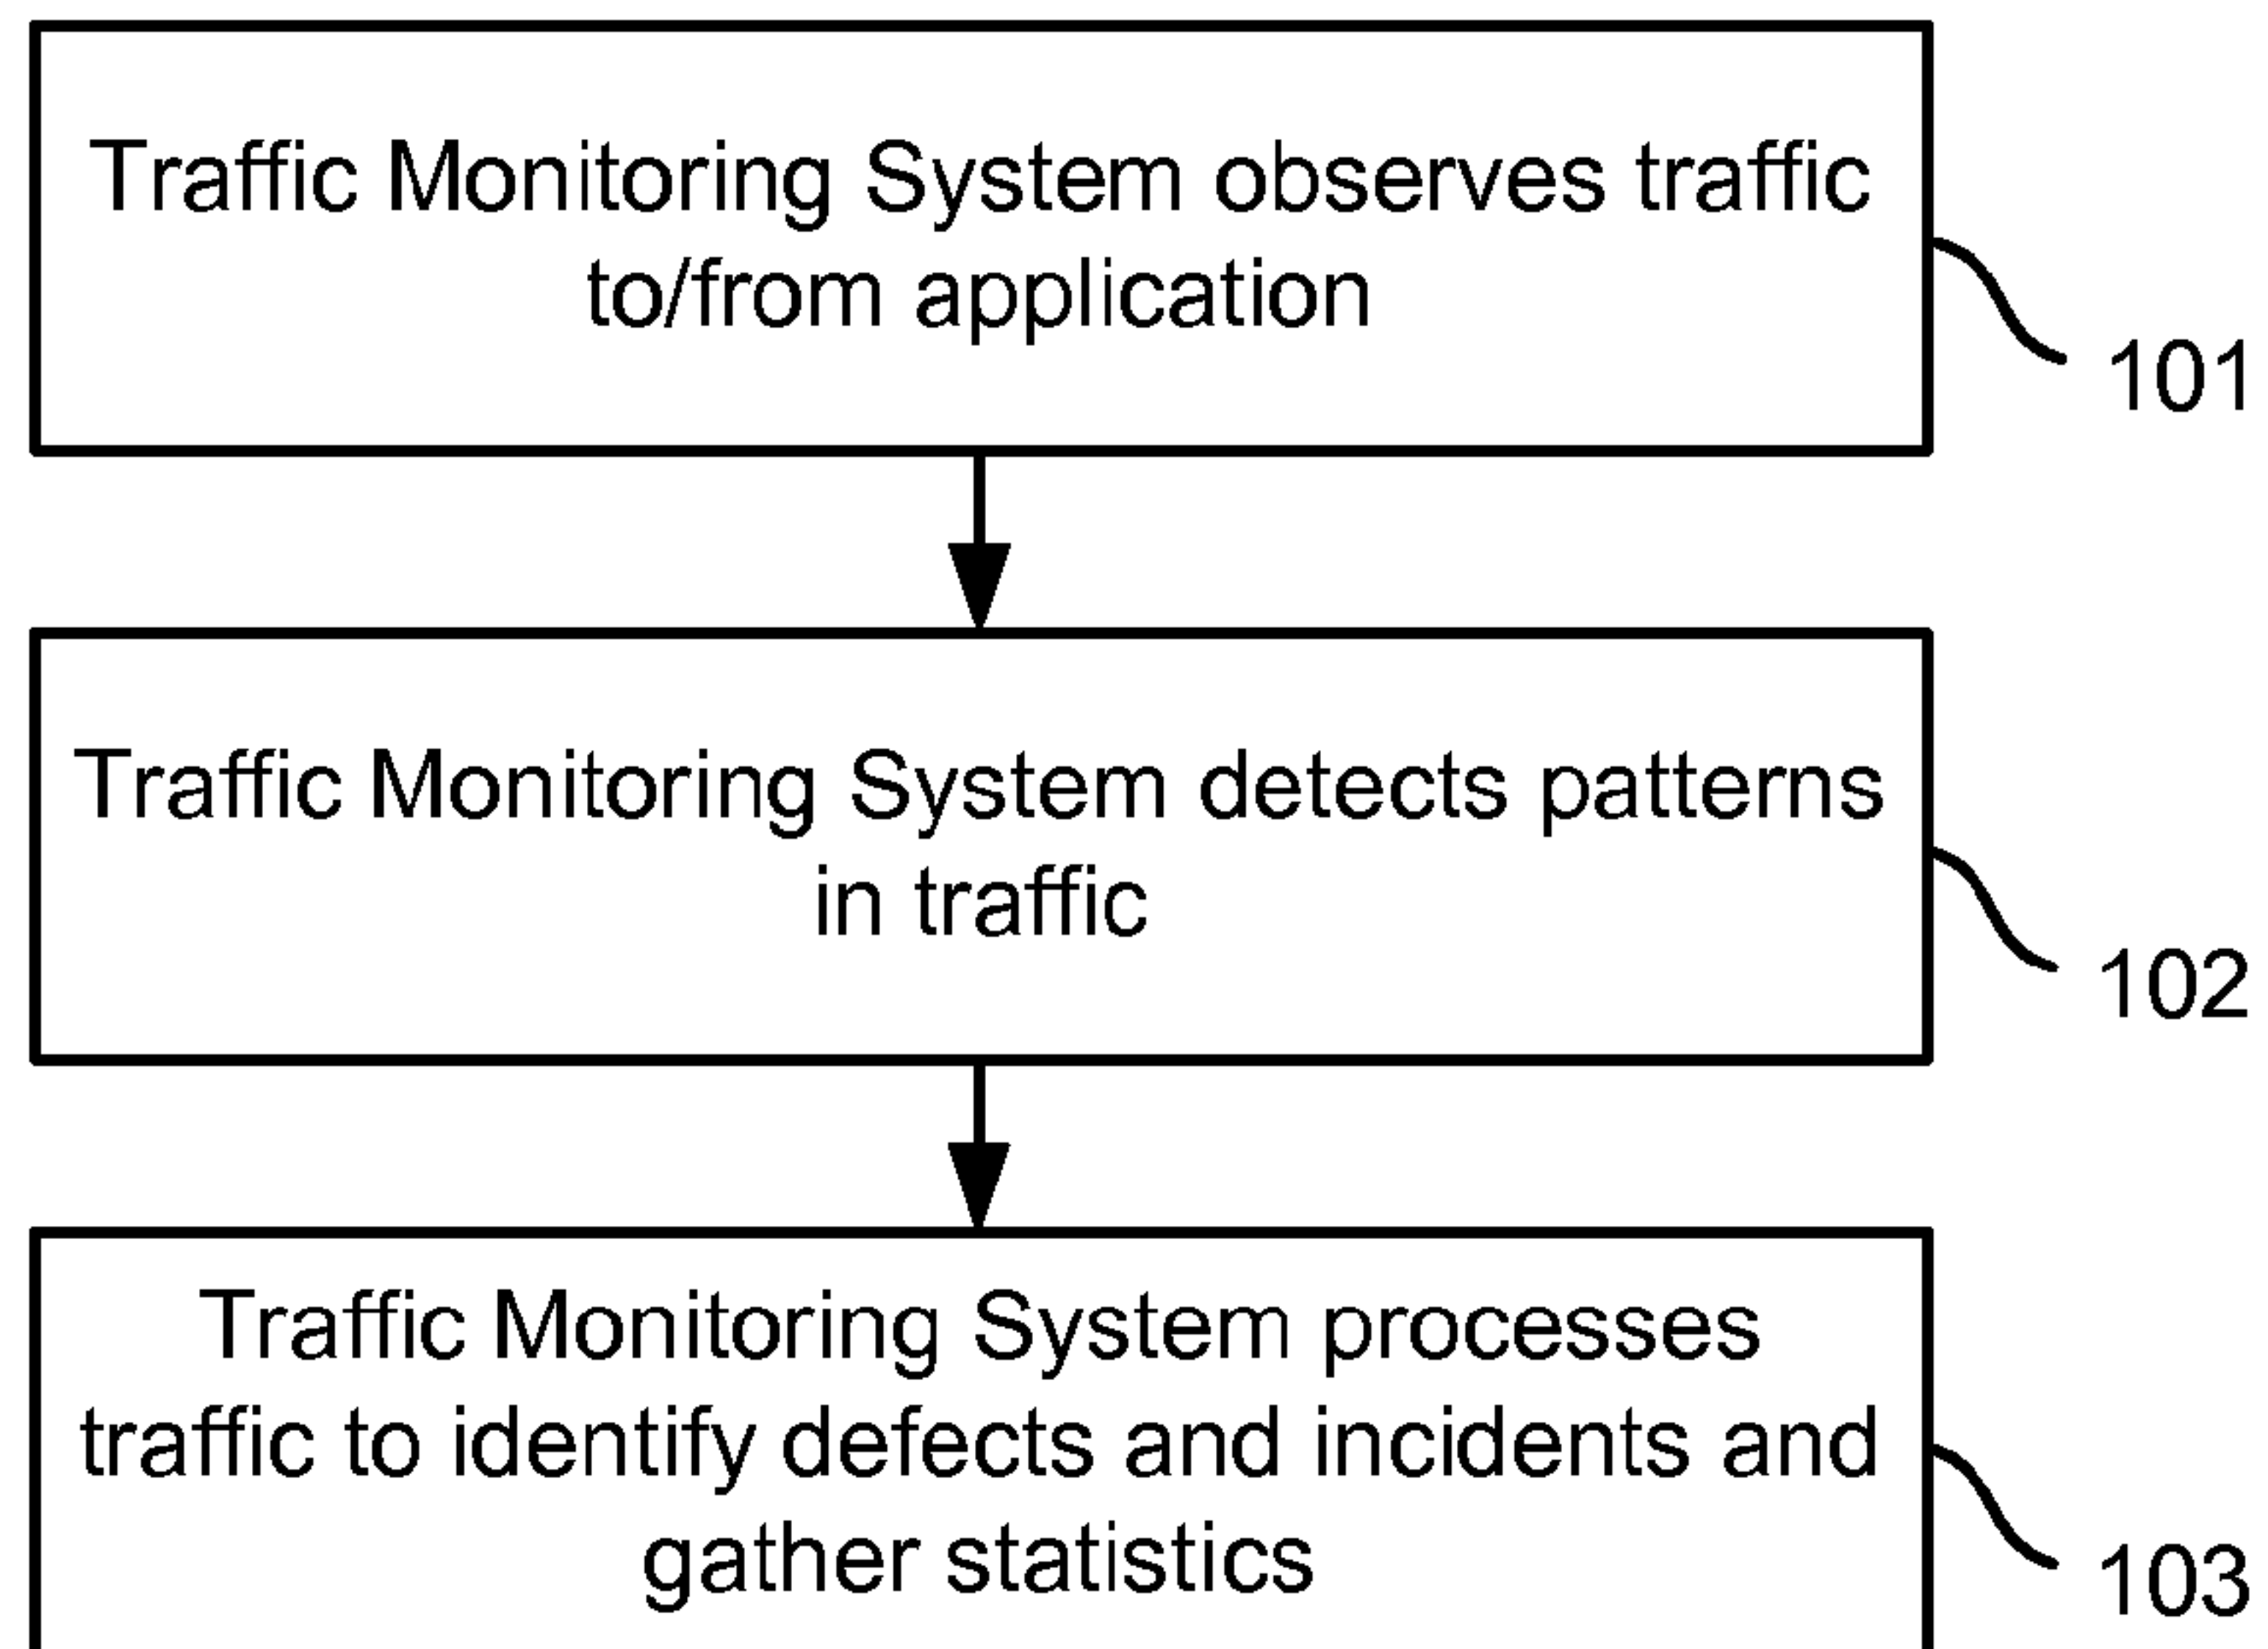 Traffic Monitoring System observes traffic
to/from application
101
Traffic Monitoring System detects patterns
in traffic
102
Traffic Monitoring System processes
traffic to identify defects and incidents and
gather statistics
103